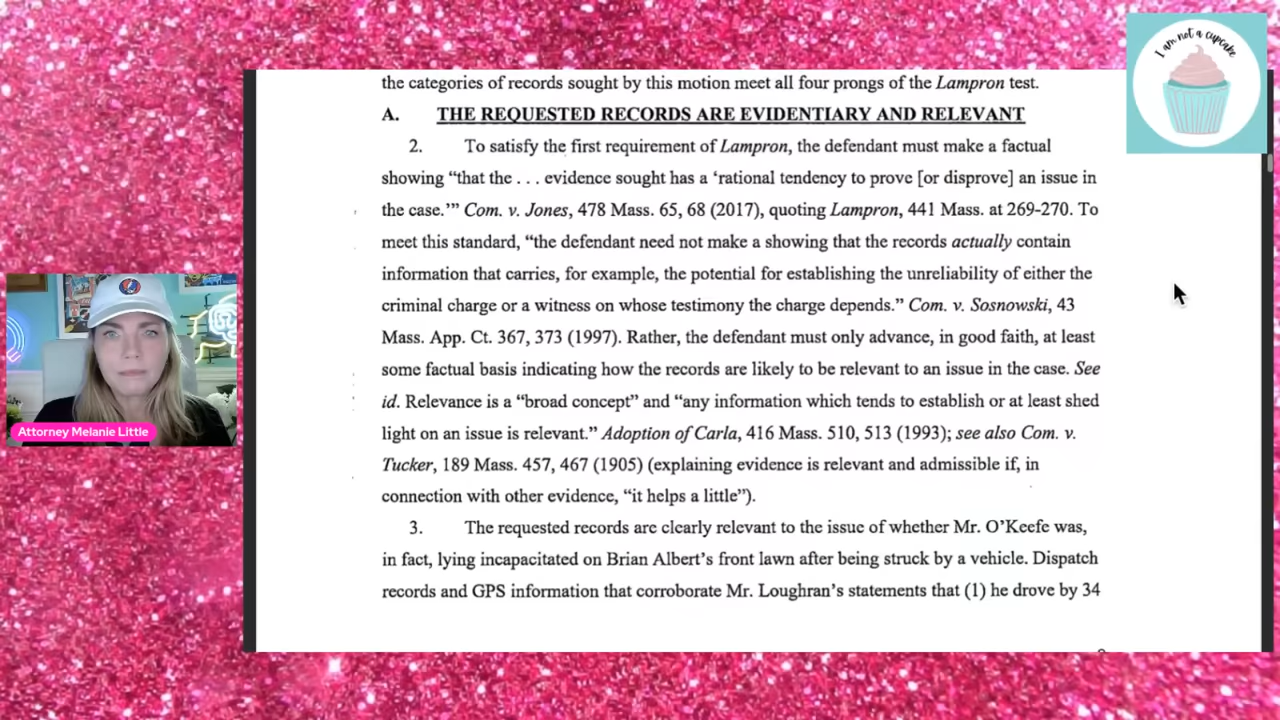 I am not a cupcake
the categories of records sought by this motion meet all four prongs of the Lampron test.
A. THE REQUESTED RECORDS ARE EVIDENTIARY AND RELEVANT
2. To satisfy the first requirement of Lampron, the defendant must make a factual
showing “that the . . . evidence sought has a ‘rational tendency to prove [or disprove] an issue in
the case.’” Com. v. Jones, 478 Mass. 65, 68 (2017), quoting Lampron, 441 Mass. at 269-270. To
meet this standard, “the defendant need not make a showing that the records actually contain
information that carries, for example, the potential for establishing the unreliability of either the
criminal charge or a witness on whose testimony the charge depends.” Com. v. Sosnowski, 43
Mass. App. Ct. 367, 373 (1997). Rather, the defendant must only advance, in good faith, at least
some factual basis indicating how the records are likely to be relevant to an issue in the case. See
id. Relevance is a “broad concept” and “any information which tends to establish or at least shed
light on an issue is relevant.” Adoption of Carla, 416 Mass. 510, 513 (1993); see also Com. v.
Tucker, 189 Mass. 457, 467 (1905) (explaining evidence is relevant and admissible if, in
connection with other evidence, “it helps a little”).
3. The requested records are clearly relevant to the issue of whether Mr. O’Keefe was,
in fact, lying incapacitated on Brian Albert’s front lawn after being struck by a vehicle. Dispatch
records and GPS information that corroborate Mr. Loughran’s statements that (1) he drove by 34
Attorney Melanie Little